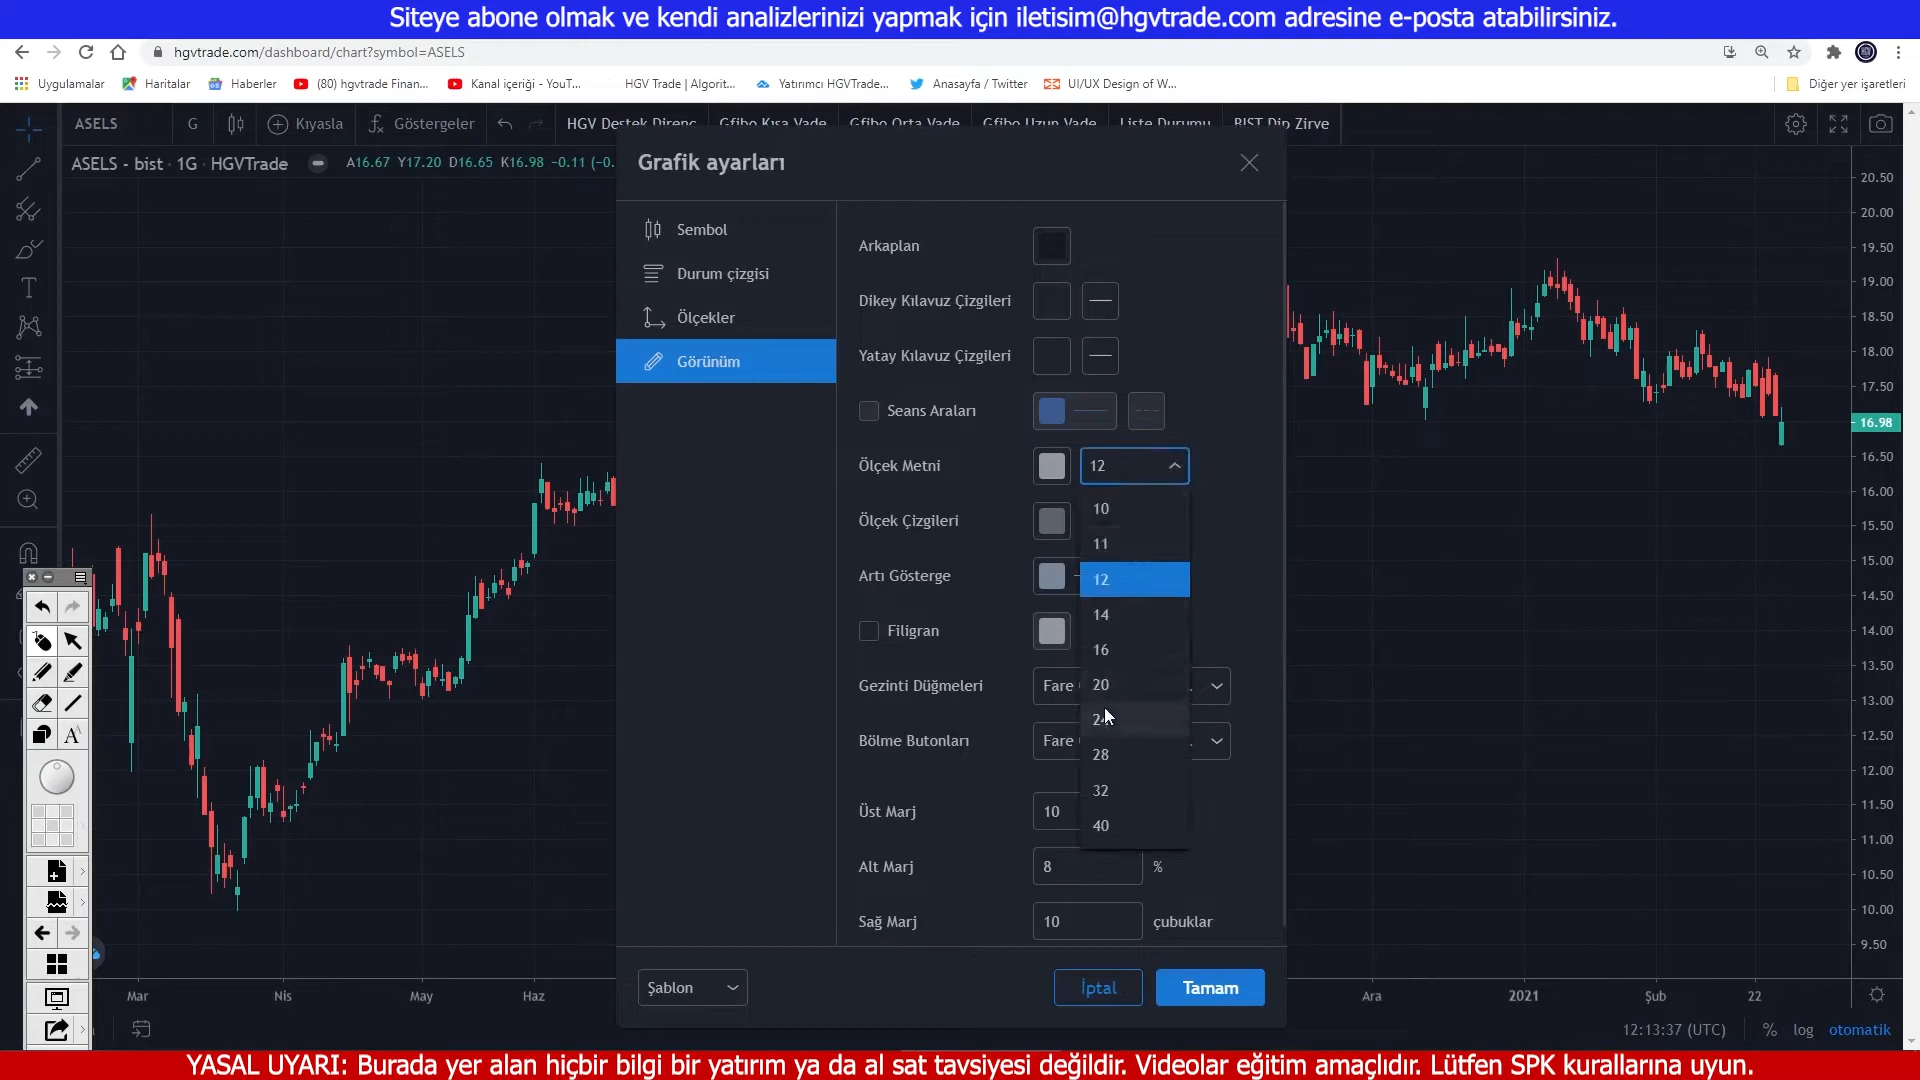 Siteye abone olmak ve kendi analizlerinizi yapmak için iletisim@hgvtrade.com adresine e-posta atabilirsiniz.
hgvtrade.com/dashboard/chart?symbol=ASELS
Uygulamalar Haritalar Haberler (80) hgvtrade Finan... Kanal içeriği - YouT... HGV Trade | Algorit... Yatırımcı HGVTrade... Anasayfa / Twitter UI/UX Design of W... Diğer yer işaretleri
ASELS G Kıyasla Göstergeler HGV Destek Direnç Gfibo Kısa Vade Gfibo Orta Vade Gfibo Uzun Vade Liste Durumu BIST Dip Zirve
ASELS - bist · 1G · HGVTrade A16.67 Y17.20 D16.65 K16.98 −0.11 (−0.
Grafik ayarları
Sembol
Durum çizgisi
Ölçekler
Görünüm
Arkaplan
Dikey Kılavuz Çizgileri
Yatay Kılavuz Çizgileri
Seans Araları
Ölçek Metni 12
Ölçek Çizgileri
Artı Gösterge
Filigran
Gezinti Düğmeleri Fare
Bölme Butonları Fare
Üst Marj 10
Alt Marj 8 %
Sağ Marj 10 çubuklar
10
11
12
14
16
20
24
28
32
40
Şablon İptal Tamam
20.50
20.00
19.50
19.00
18.50
18.00
17.50
16.98
16.50
16.00
15.50
15.00
14.50
14.00
13.50
13.00
12.50
12.00
11.50
11.00
10.50
10.00
9.50
Mar Nis May Haz Ara 2021 Şub 22
12:13:37 (UTC) % log otomatik
YASAL UYARI: Burada yer alan hiçbir bilgi bir yatırım ya da al sat tavsiyesi değildir. Videolar eğitim amaçlıdır. Lütfen SPK kurallarına uyun.